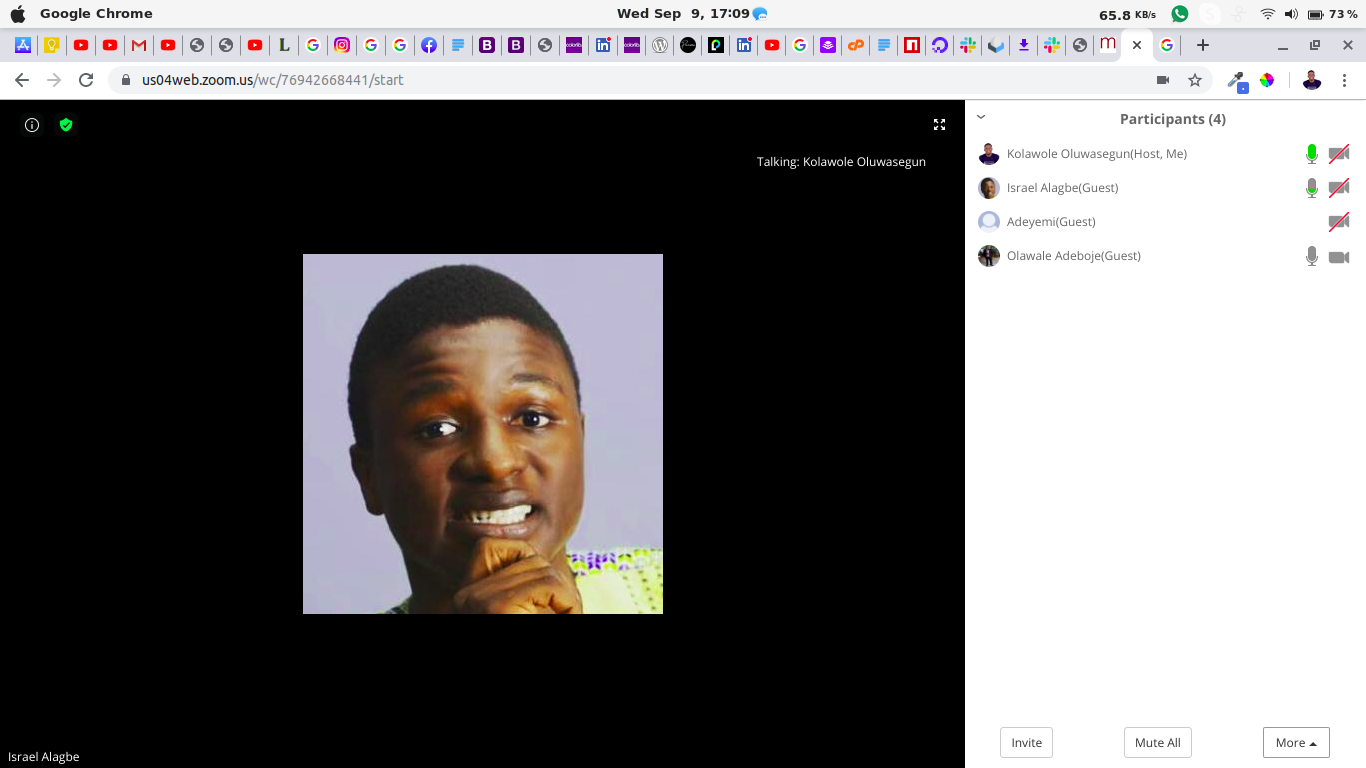 Google Chrome
Wed Sep 9, 17:09
65.8 KB/s
73 %
us04web.zoom.us/wc/76942668441/start
Talking: Kolawole Oluwasegun
Israel Alagbe
Participants (4)
Kolawole Oluwasegun(Host, Me)
Israel Alagbe(Guest)
Adeyemi(Guest)
Olawale Adeboje(Guest)
Invite
Mute All
More